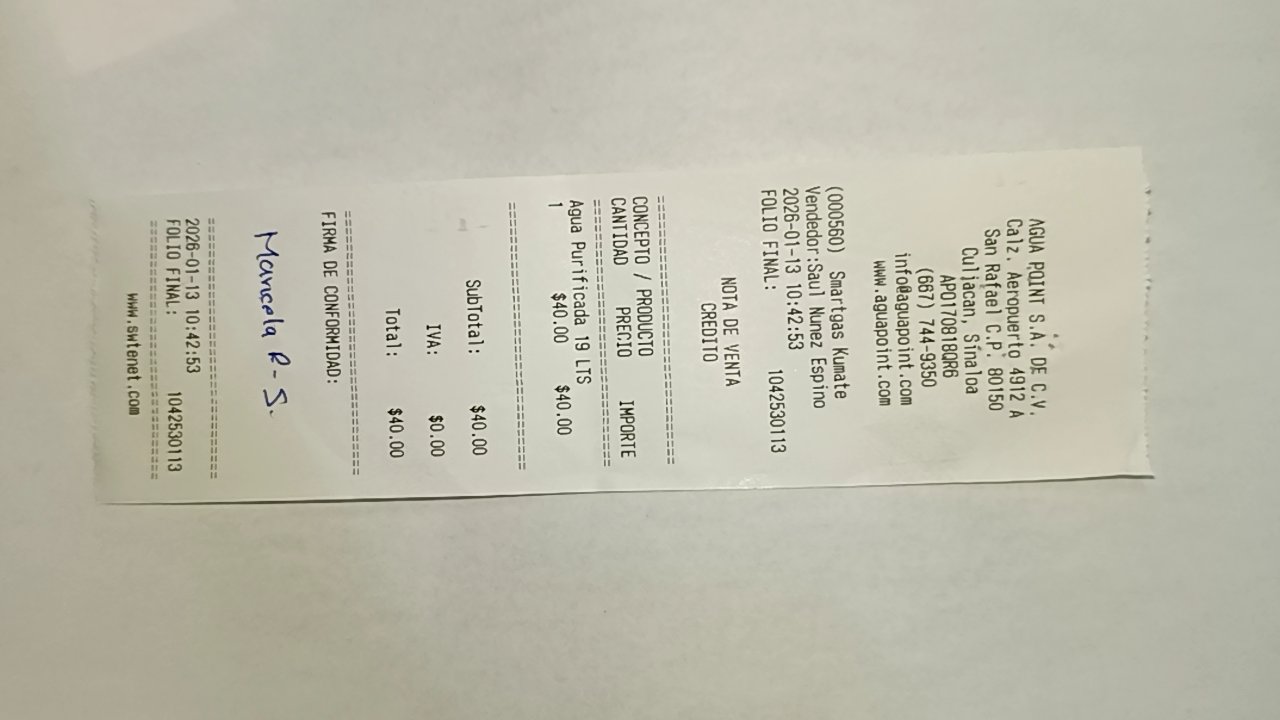 AGUA POINT S.A. DE C.V.
Calz. Aeropuerto 4912 A
San Rafael C.P. 80150
Culiacan, Sinaloa
APO170818QR6
(667) 744-9350
info@aguapoint.com
www.aguapoint.com
(000560) Smartgas Kumate
Vendedor:Saul Nunez Espino
2026-01-13 10:42:53
FOLIO FINAL: 1042530113
NOTA DE VENTA
CREDITO
================================
CONCEPTO / PRODUCTO
CANTIDAD PRECIO IMPORTE
================================
Agua Purificada 19 LTS
1 $40.00 $40.00
================================
SubTotal: $40.00
IVA: $0.00
Total: $40.00
================================
FIRMA DE CONFORMIDAD:
Maricela R-S.
================================
2026-01-13 10:42:53
FOLIO FINAL: 1042530113
================================
www.swtenet.com